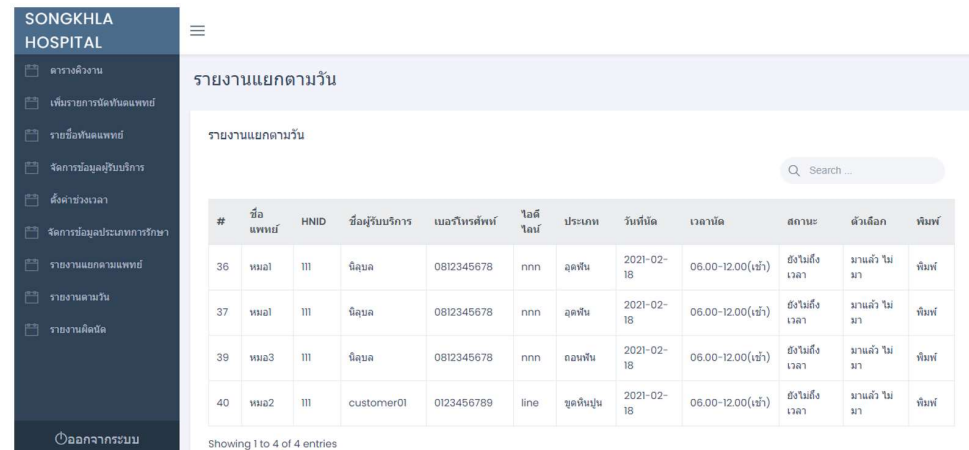 SONGKHLA
HOSPITAL
ตารางคิวงาน
เพิ่มรายการนัดทันตแพทย์
รายชื่อทันตแพทย์
จัดการข้อมูลผู้รับบริการ
ตั้งค่าช่วงเวลา
จัดการข้อมูลประเภทการรักษา
รายงานแยกตามแพทย์
รายงานตามวัน
รายงานผิดนัด
ออกจากระบบ
รายงานแยกตามวัน
รายงานแยกตามวัน
Search ...
# ชื่อ แพทย์ HNID ชื่อผู้รับบริการ เบอร์โทรศัพท์ ไอดี ไลน์ ประเภท วันที่นัด เวลานัด สถานะ ตัวเลือก พิมพ์
36 หมอ1 111 นิลุบล 0812345678 nnn อุดฟัน 2021-02-18 06.00-12.00(เช้า) ยังไม่ถึงเวลา มาแล้ว ไม่มา พิมพ์
37 หมอ1 111 นิลุบล 0812345678 nnn อุดฟัน 2021-02-18 06.00-12.00(เช้า) ยังไม่ถึงเวลา มาแล้ว ไม่มา พิมพ์
39 หมอ3 111 นิลุบล 0812345678 nnn ถอนฟัน 2021-02-18 06.00-12.00(เช้า) ยังไม่ถึงเวลา มาแล้ว ไม่มา พิมพ์
40 หมอ2 111 customer01 0123456789 line ขูดหินปูน 2021-02-18 06.00-12.00(เช้า) ยังไม่ถึงเวลา มาแล้ว ไม่มา พิมพ์
Showing 1 to 4 of 4 entries